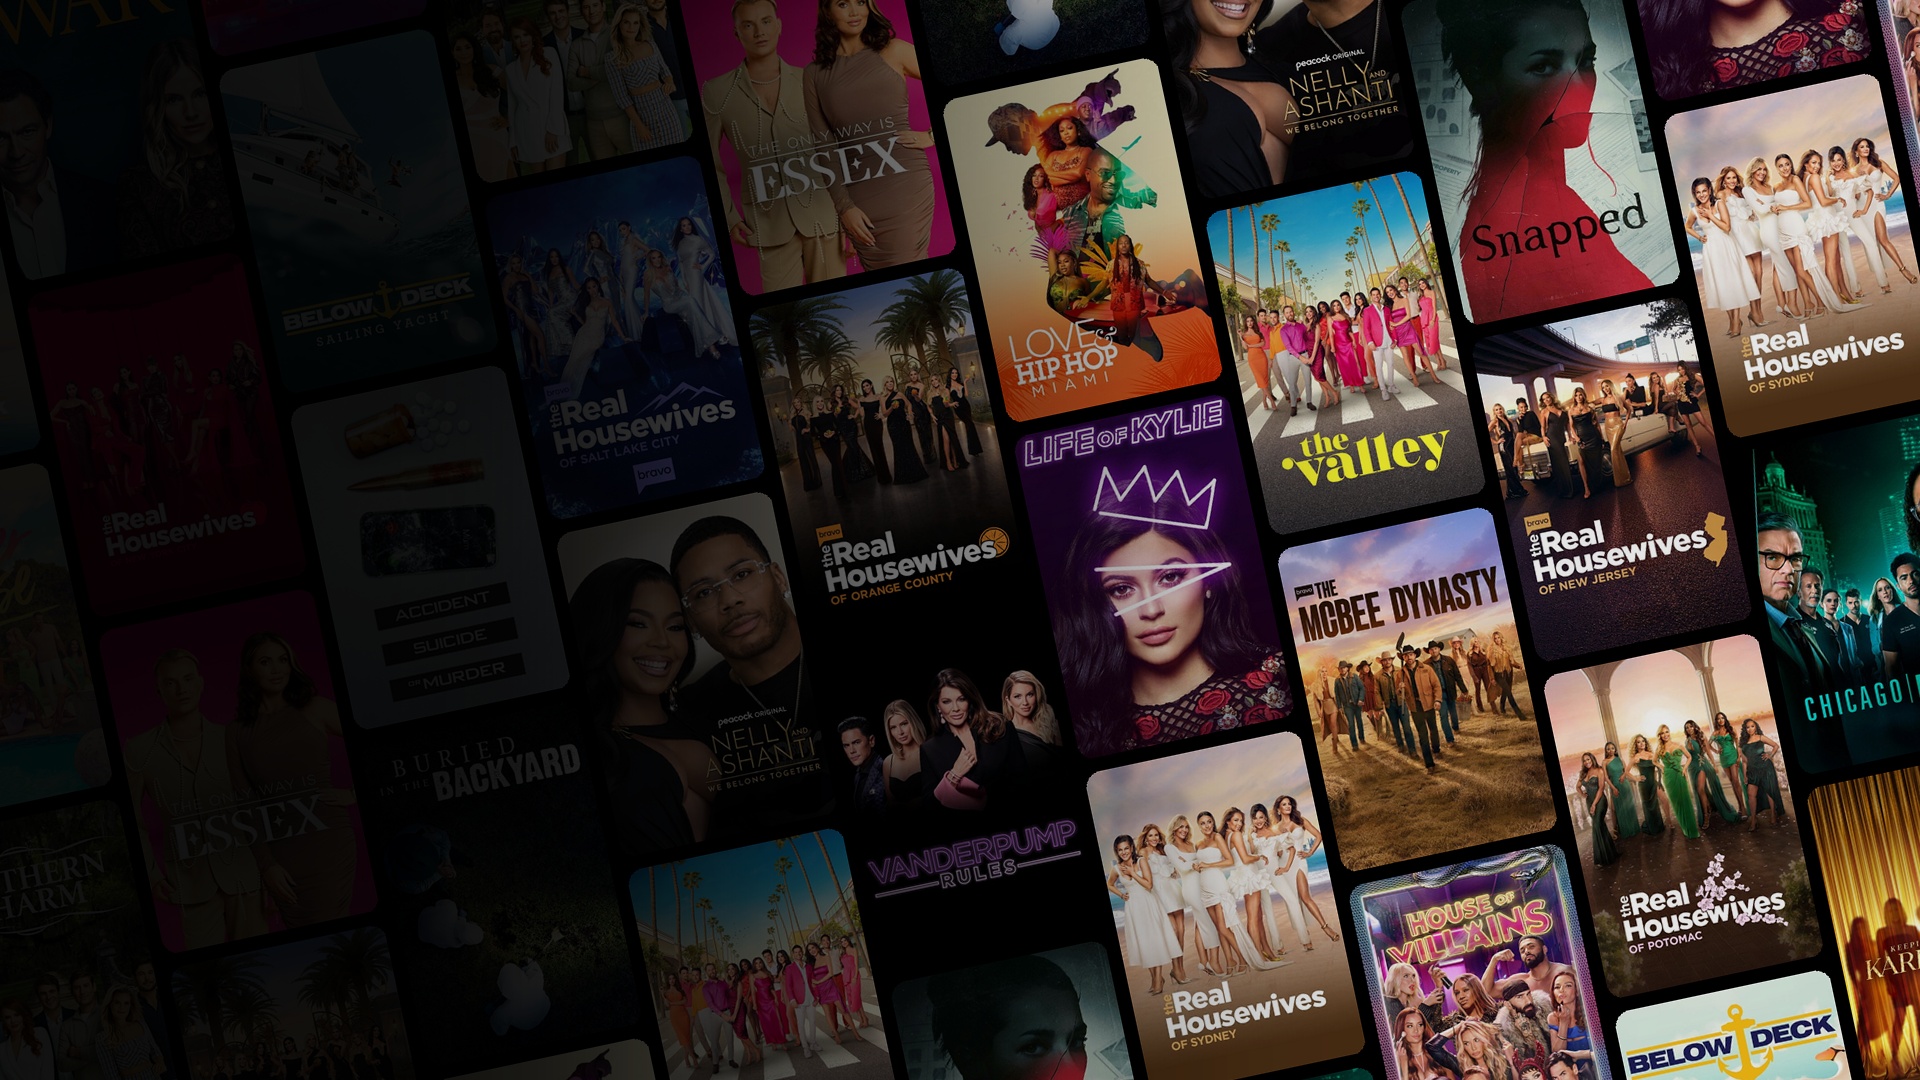 WAR
BELOW DECK
SAILING YACHT
the Real
Housewives
ACCIDENT
SUICIDE
OR MURDER
THE ONLY WAY IS
ESSEX
BURIED
IN THE BACKYARD
THERN
HARM
the Real
Housewives
OF SALT LAKE CITY
bravo
THE ONLY WAY IS
ESSEX
bravo
the Real
Housewives
OF ORANGE COUNTY
peacock ORIGINAL
NELLY AND
ASHANTI
WE BELONG TOGETHER
VANDERPUMP
RULES
LOVE &
HIP HOP
MIAMI
LIFE OF KYLIE
the Real
Housewives
OF SYDNEY
peacock ORIGINAL
NELLY AND
ASHANTI
WE BELONG TOGETHER
the
valley
bravo THE
MCBEE DYNASTY
HOUSE OF
VILLAINS
Snapped
bravo
the Real
Housewives
OF NEW JERSEY
the Real
Housewives
OF POTOMAC
BELOW DECK
the Real
Housewives
OF SYDNEY
CHICAGO
KEEPI
KAR